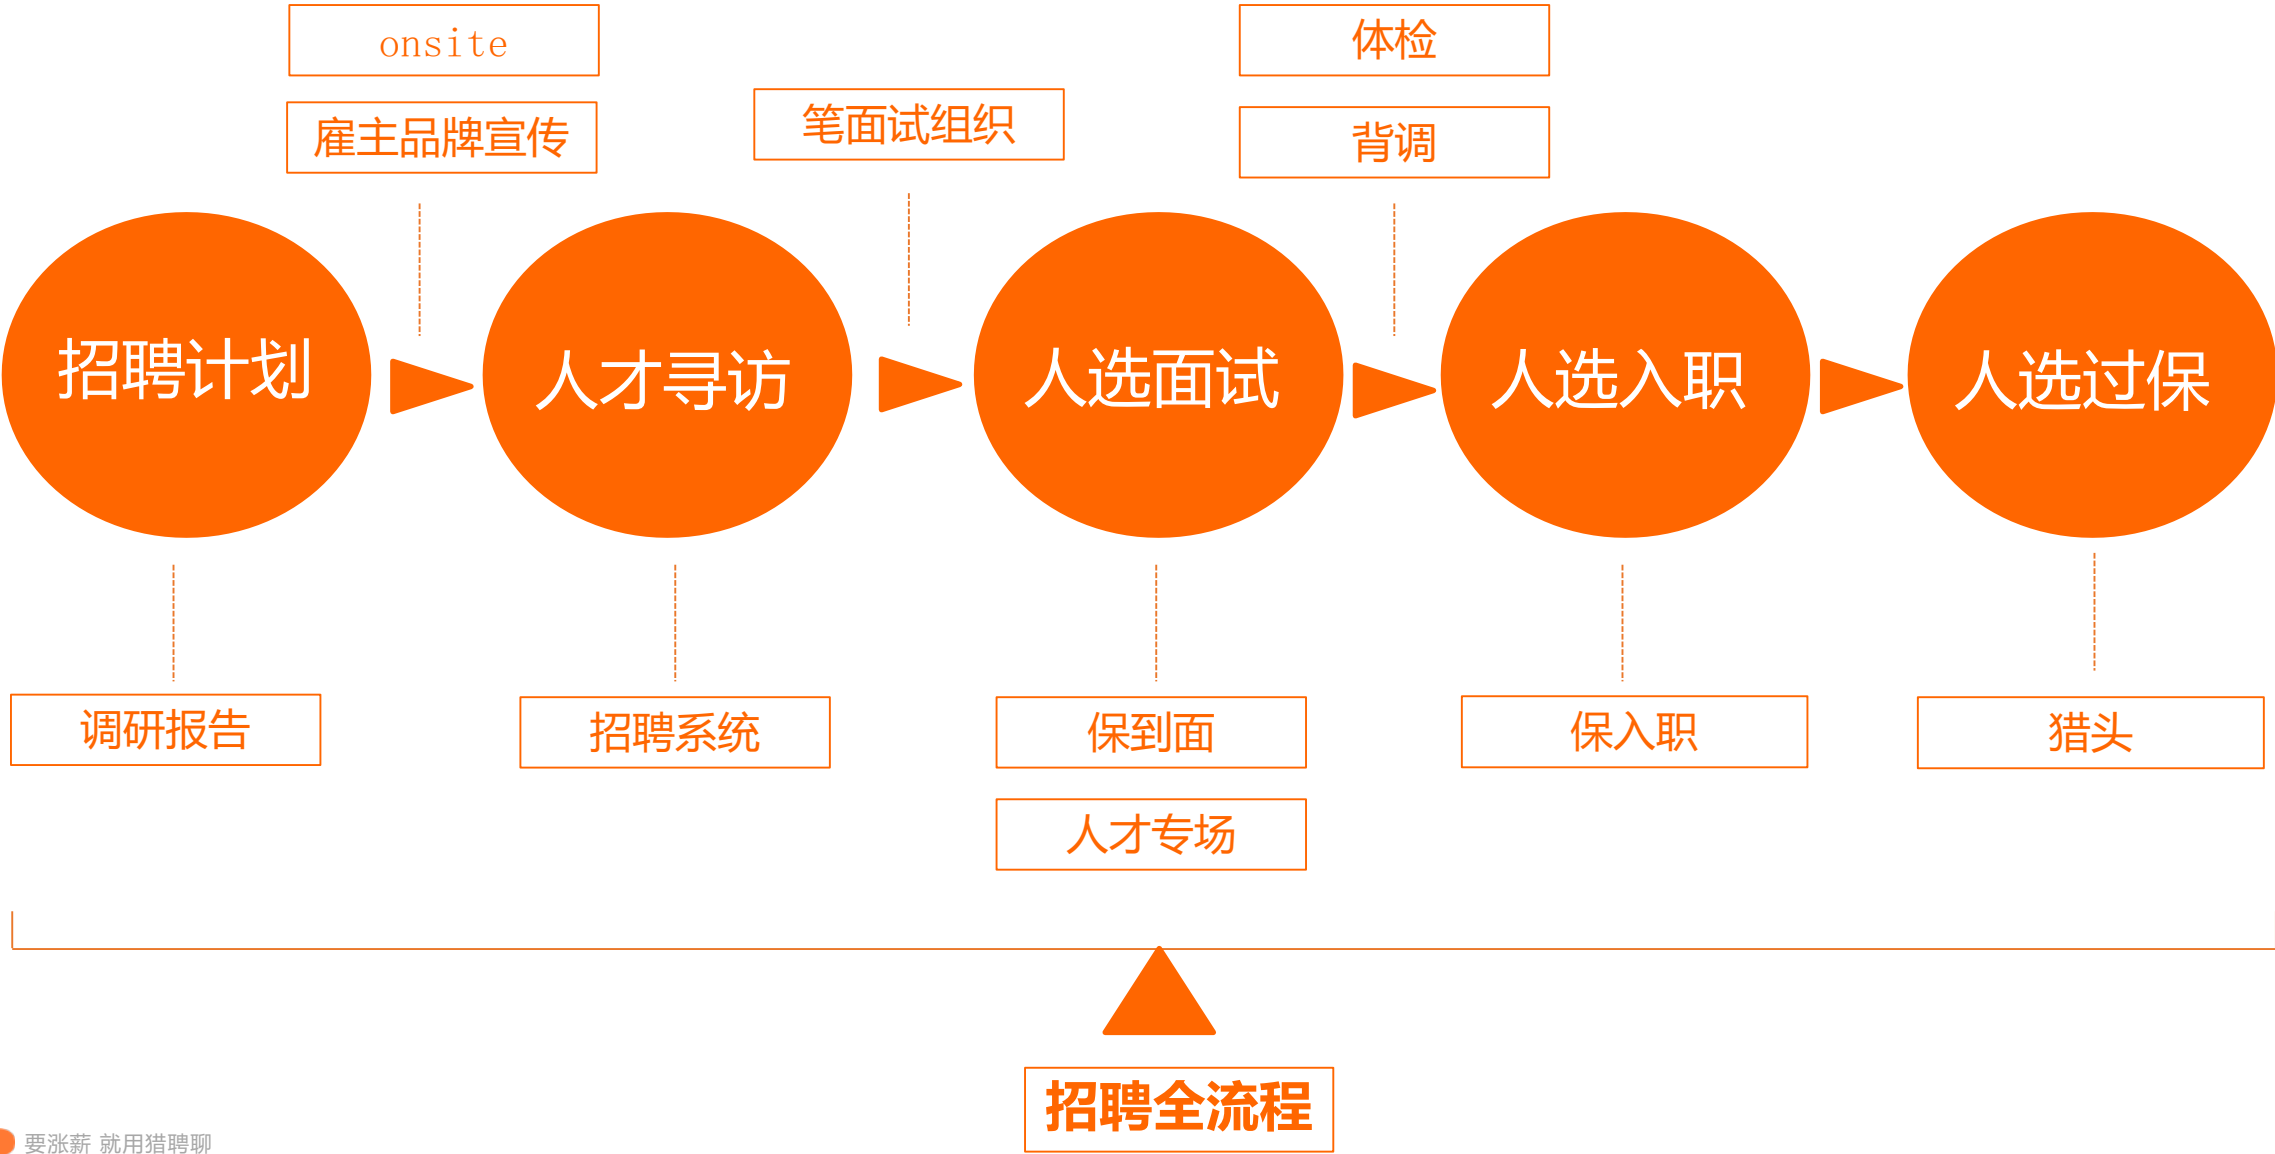 onsite
雇主品牌宣传
笔面试组织
体检
背调
招聘计划
人才寻访
人选面试
人选入职
人选过保
调研报告
招聘系统
保到面
人才专场
保入职
猎头
招聘全流程
要涨薪 就用猎聘聊